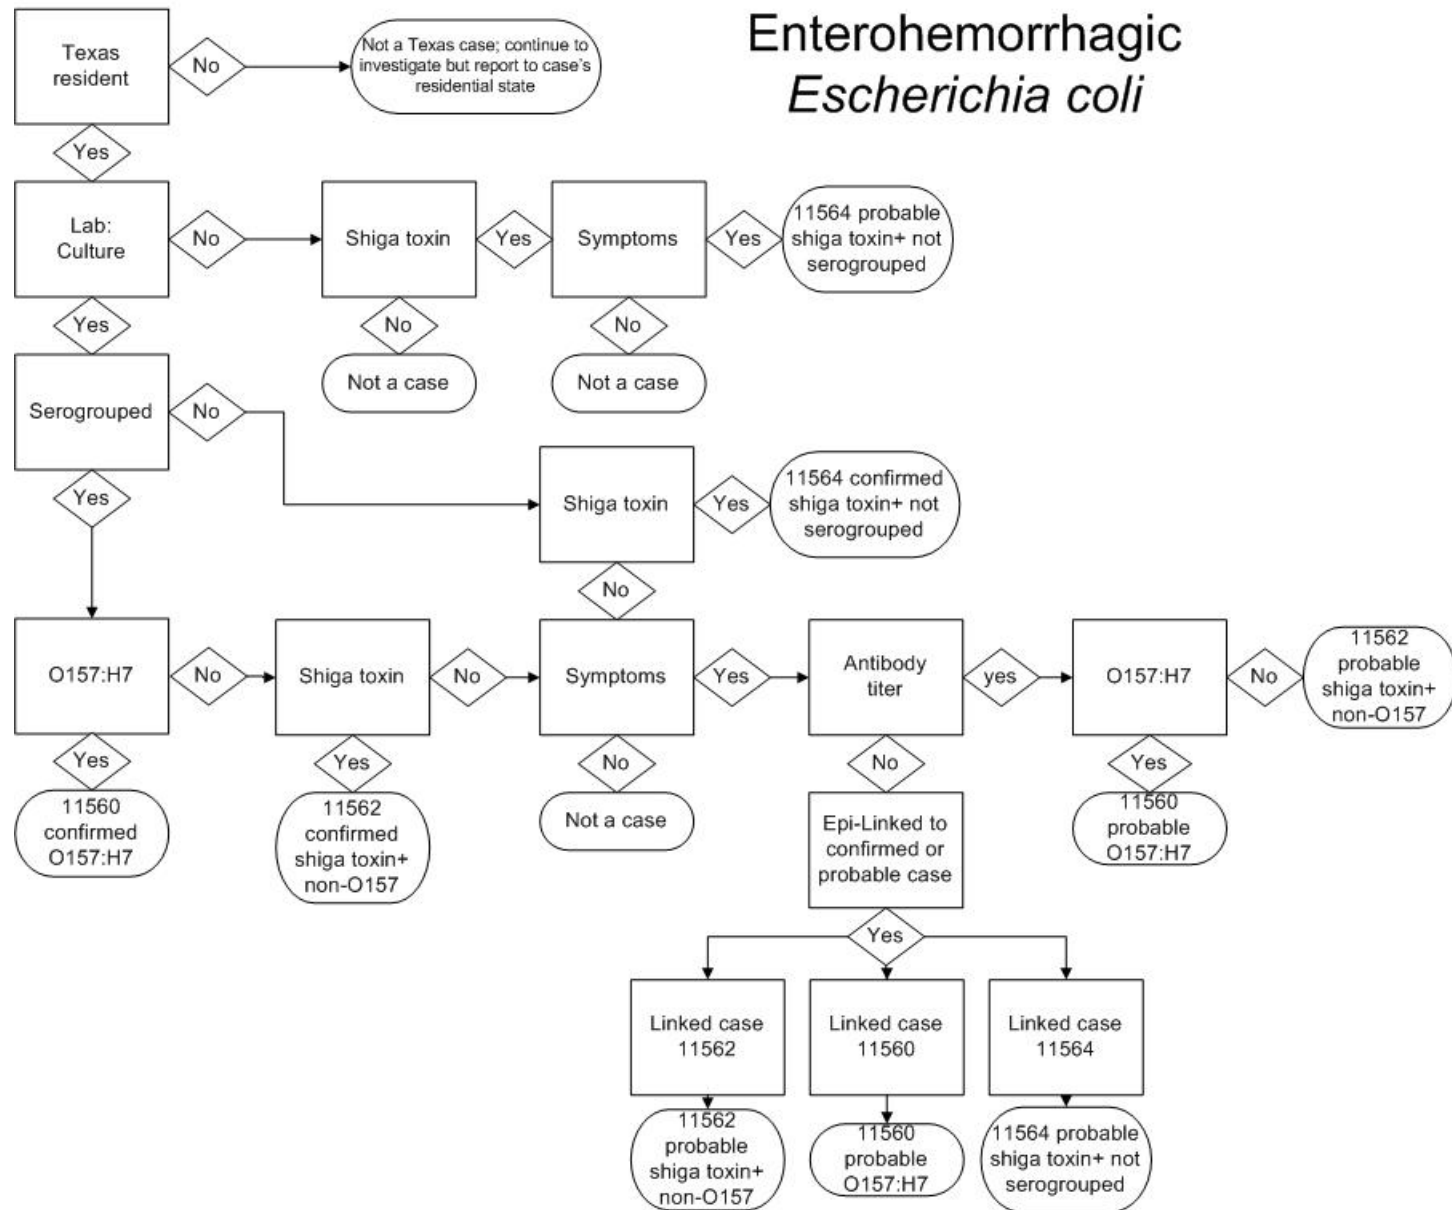 Enterohemorrhagic
Escherichia coli
Texas
resident
No
Not a Texas case; continue to
investigate but report to case's
residential state
Yes
Lab:
Culture
No
Shiga toxin
Yes
Symptoms
Yes
11564 probable
shiga toxin+ not
serogrouped
Yes
No
No
Not a case
Not a case
Serogrouped
No
Yes
Shiga toxin
Yes
11564 confirmed
shiga toxin+ not
serogrouped
No
O157:H7
No
Shiga toxin
No
Symptoms
Yes
Antibody
titer
yes
O157:H7
No
11562
probable
shiga toxin+
non-O157
Yes
11560
confirmed
O157:H7
Yes
11562
confirmed
shiga toxin+
non-O157
No
Not a case
No
Epi-Linked to
confirmed or
probable case
Yes
11560
probable
O157:H7
Yes
Linked case
11562
Linked case
11560
Linked case
11564
11562
probable
shiga toxin+
non-O157
11560
probable
O157:H7
11564 probable
shiga toxin+ not
serogrouped